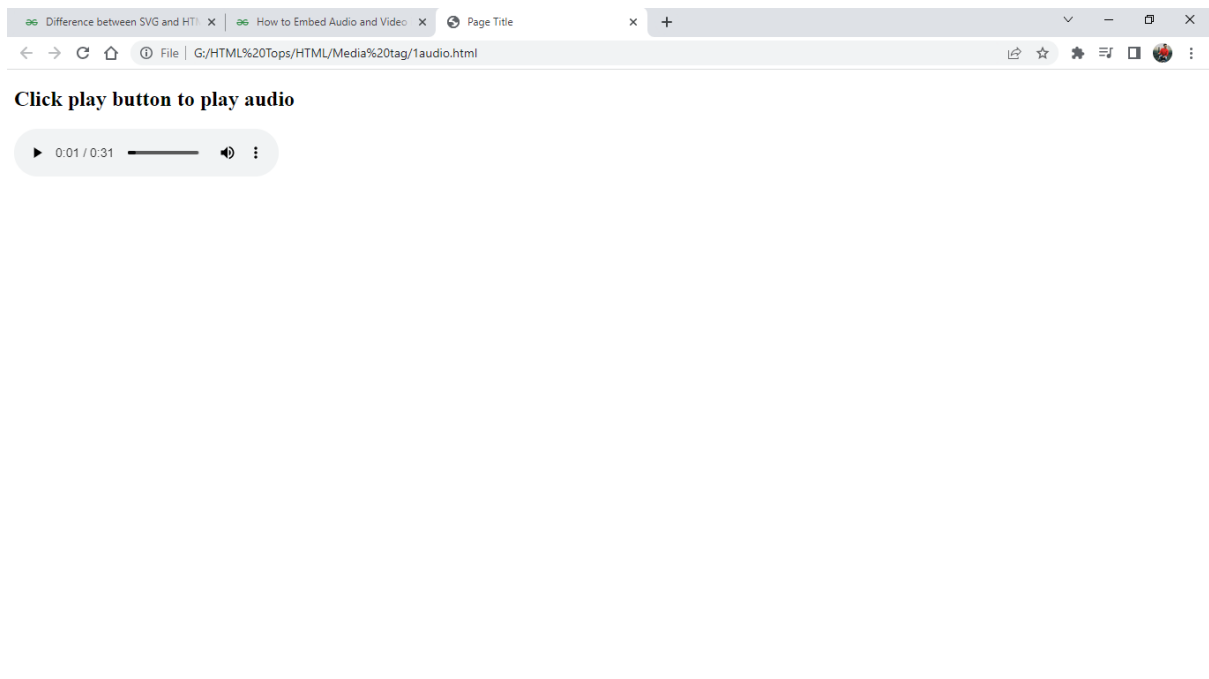 Difference between SVG and HTM
How to Embed Audio and Video
Page Title
File G:/HTML%20Tops/HTML/Media%20tag/1audio.html
Click play button to play audio
0:01 / 0:31